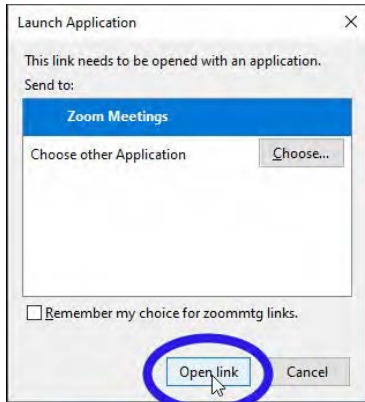 Launch Application
This link needs to be opened with an application.
Send to:
Zoom Meetings
Choose other Application
Choose...
Remember my choice for zoommtg links.
Open link
Cancel